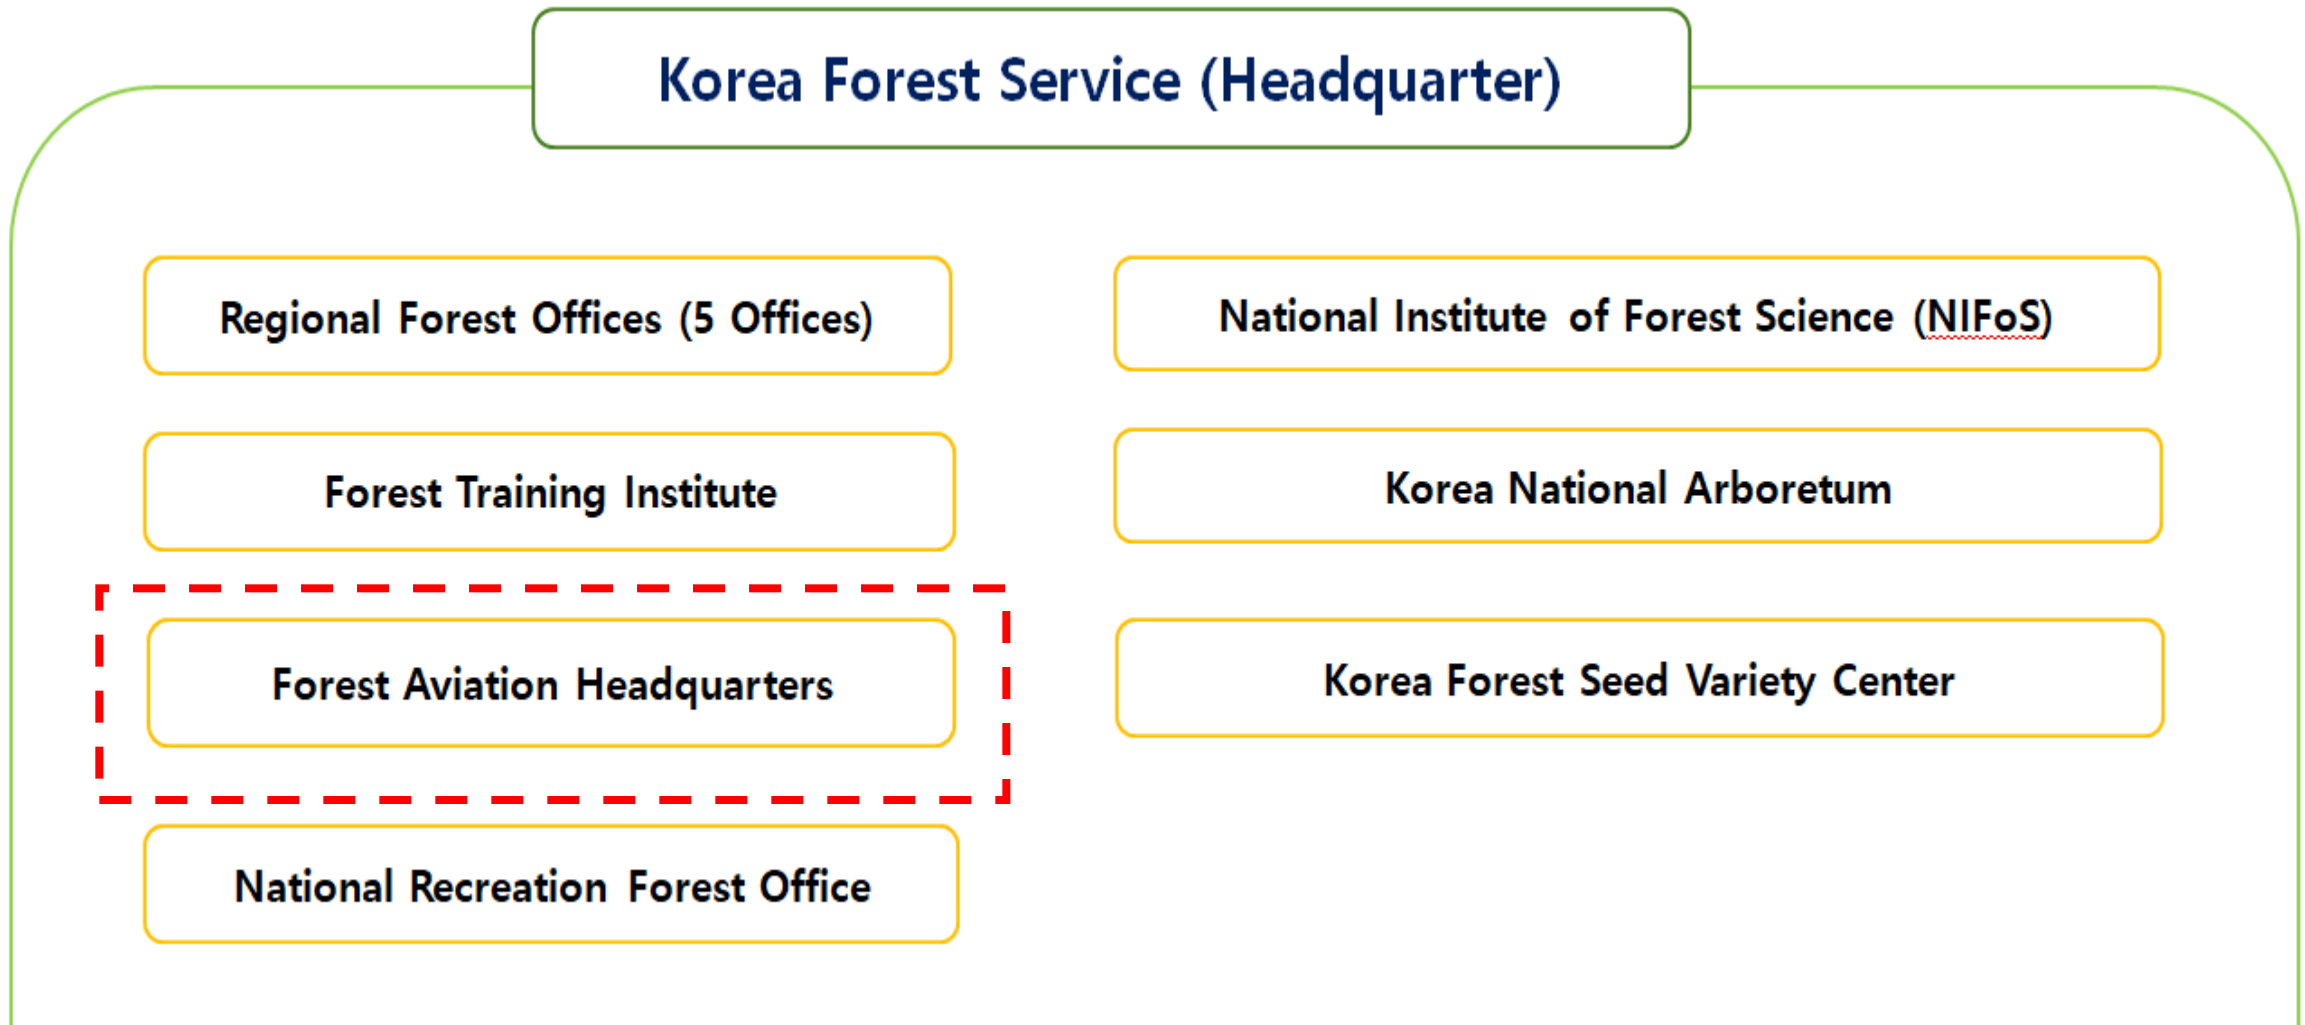 Korea Forest Service (Headquarter)
Regional Forest Offices (5 Offices)
National Institute of Forest Science (NIFoS)
Forest Training Institute
Korea National Arboretum
Forest Aviation Headquarters
Korea Forest Seed Variety Center
National Recreation Forest Office